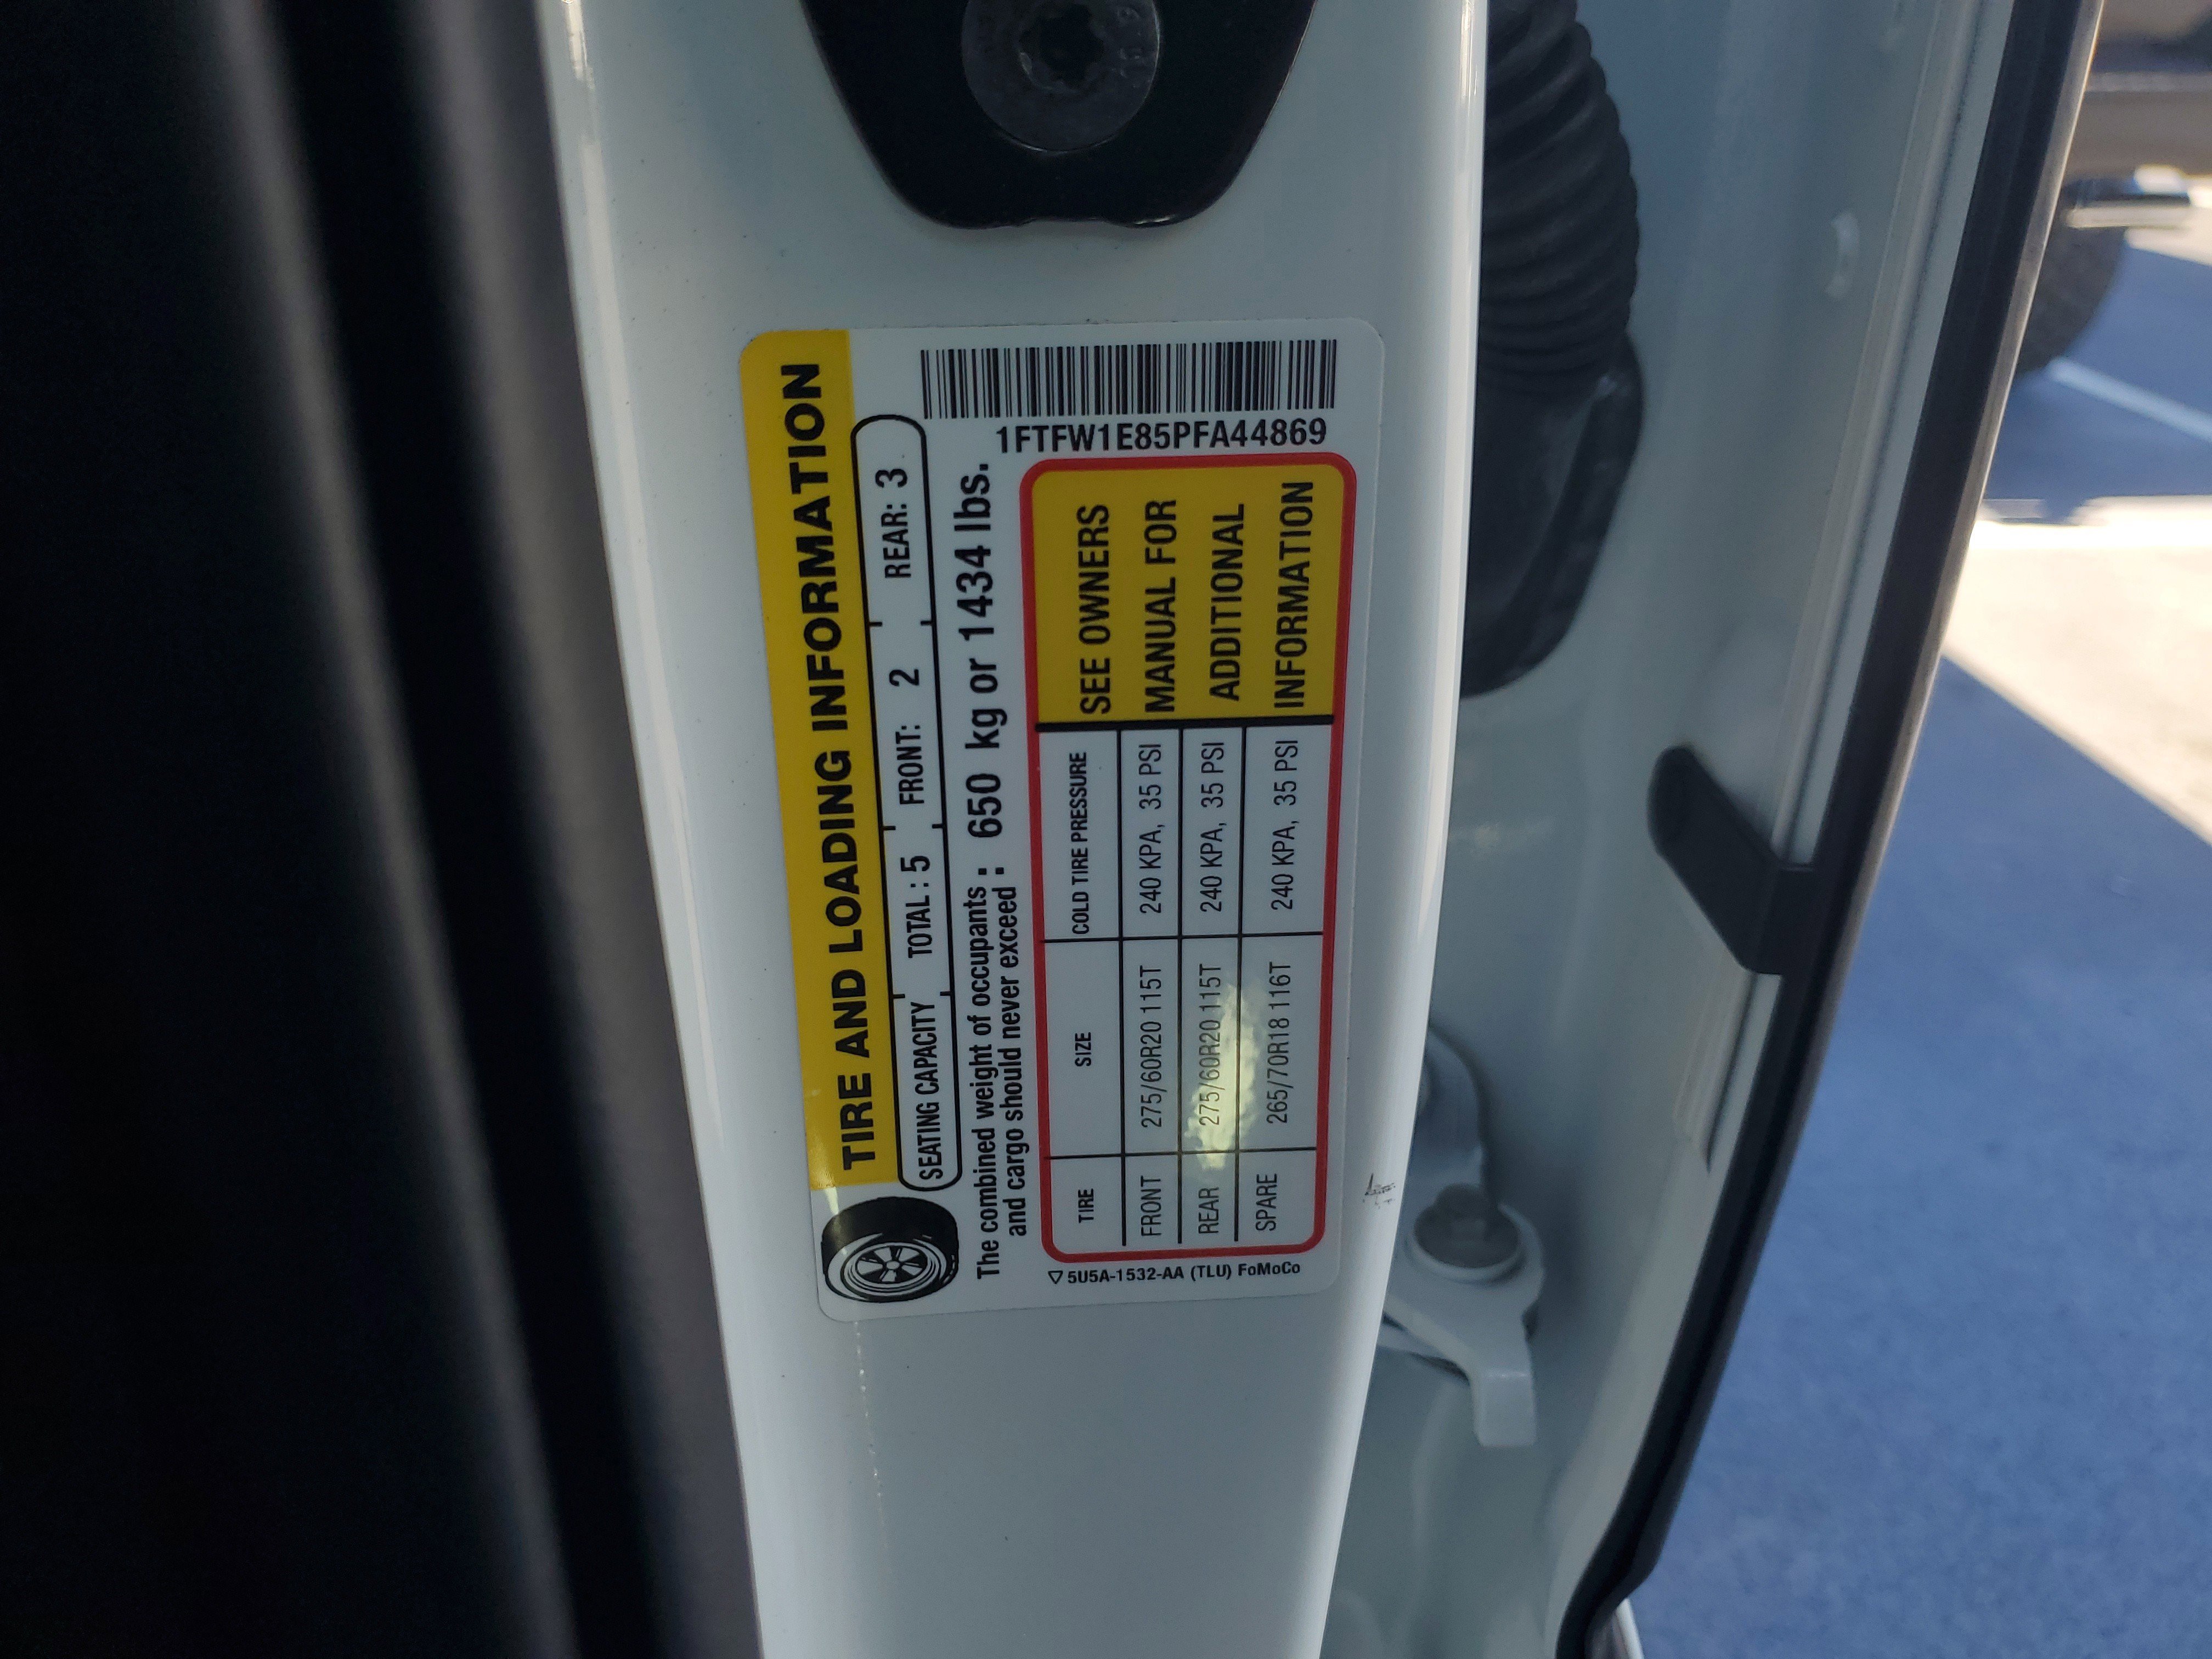 TIRE AND LOADING INFORMATION
SEATING CAPACITY TOTAL : 5 FRONT: 2 REAR: 3
The combined weight of occupants : 650 kg or 1434 lbs.
and cargo should never exceed :
1FTFW1E85PFA44869
TIRE SIZE COLD TIRE PRESSURE
FRONT 275/60R20 115T 240 KPA, 35 PSI
REAR 275/60R20 115T 240 KPA, 35 PSI
SPARE 265/70R18 116T 240 KPA, 35 PSI
SEE OWNERS
MANUAL FOR
ADDITIONAL
INFORMATION
5U5A-1532-AA (TLU) FoMoCo